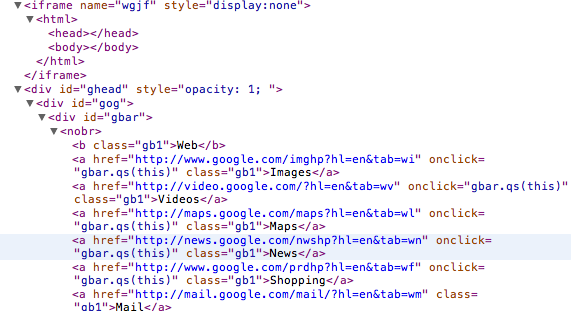 <iframe name="wgjf" style="display:none">
<html>
<head></head>
<body></body>
</html>
</iframe>
<div id="ghead" style="opacity: 1; ">
<div id="gog">
<div id="gbar">
<nobr>
<b class="gb1">Web</b>
<a href="http://www.google.com/imghp?hl=en&tab=wi" onclick=
"gbar.qs(this)" class="gb1">Images</a>
<a href="http://video.google.com/?hl=en&tab=wv" onclick="gbar.qs(this)"
class="gb1">Videos</a>
<a href="http://maps.google.com/maps?hl=en&tab=wl" onclick=
"gbar.qs(this)" class="gb1">Maps</a>
<a href="http://news.google.com/nwshp?hl=en&tab=wn" onclick=
"gbar.qs(this)" class="gb1">News</a>
<a href="http://www.google.com/prdhp?hl=en&tab=wf" onclick=
"gbar.qs(this)" class="gb1">Shopping</a>
<a href="http://mail.google.com/mail/?hl=en&tab=wm" class=
"gb1">Mail</a>